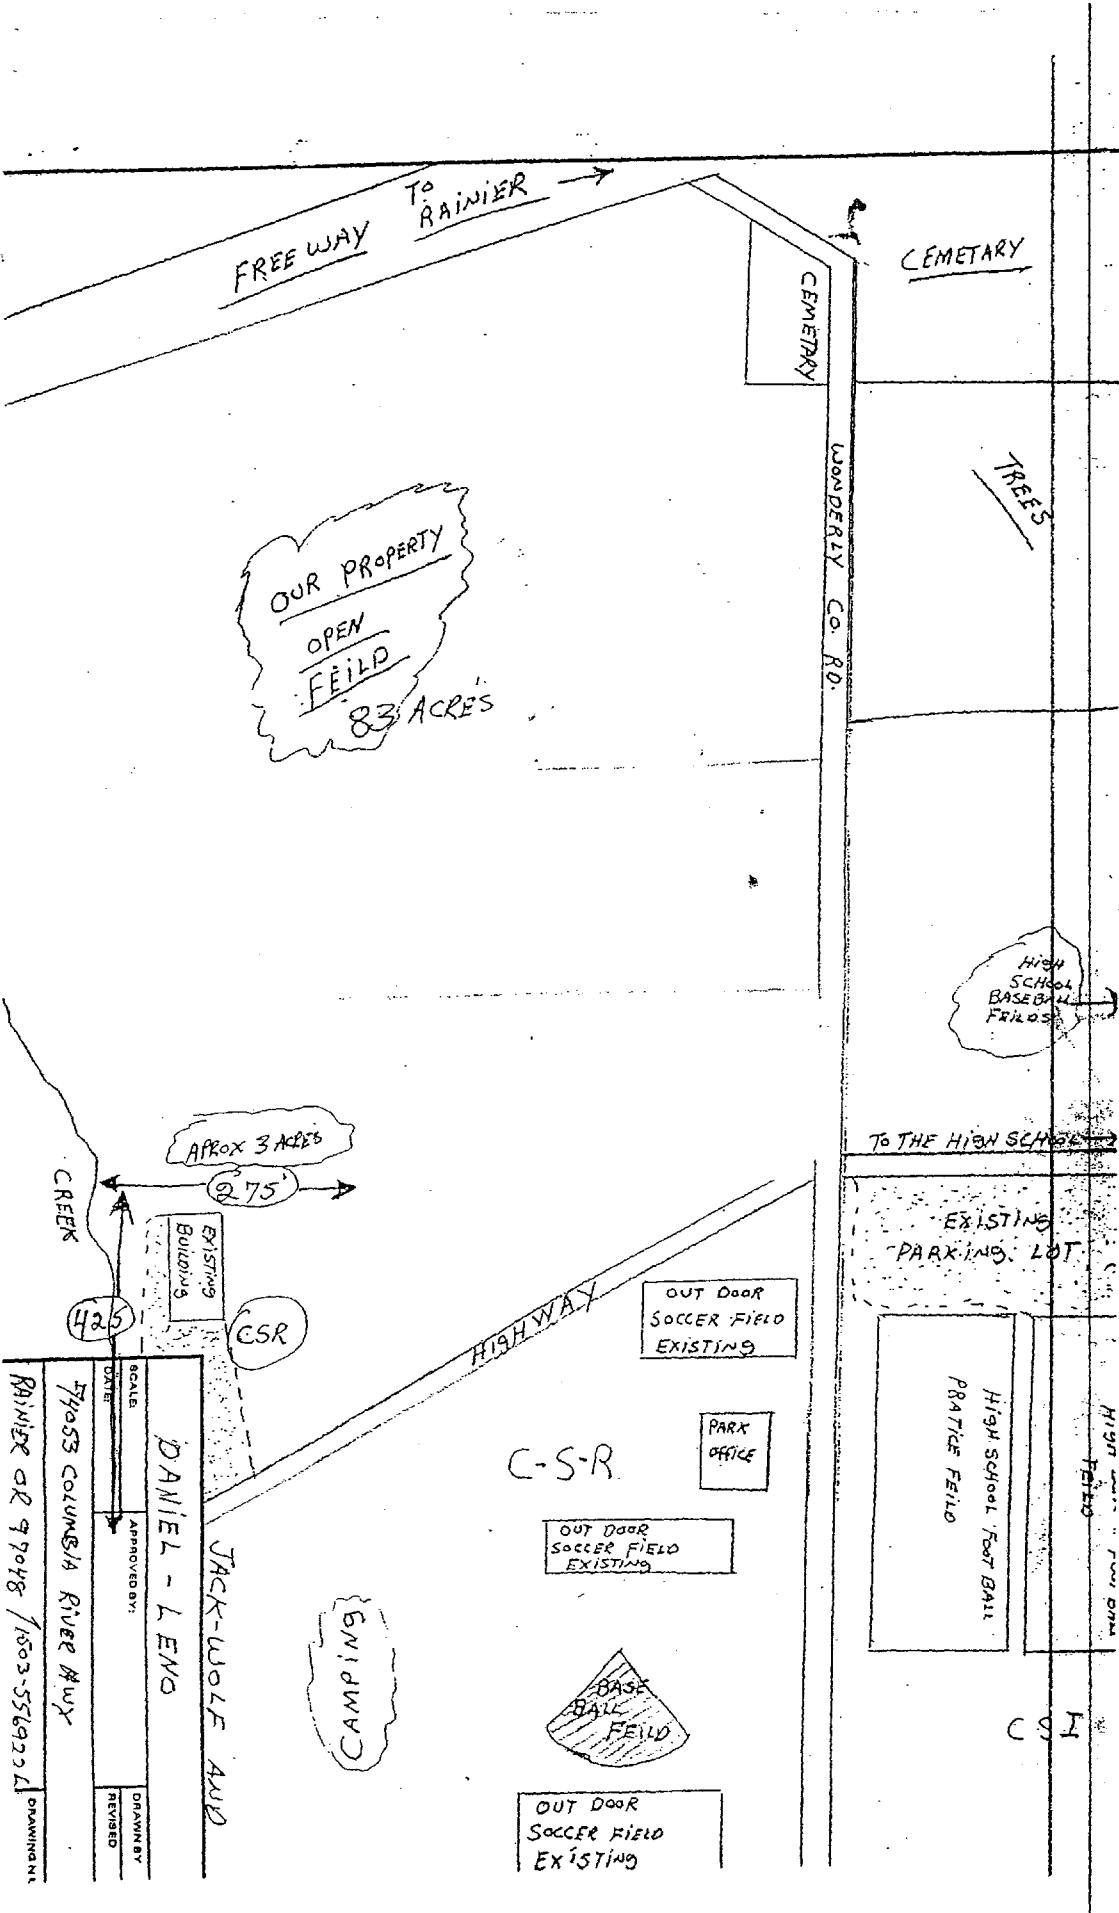 TO
RAINIER
FREE WAY
CEMETARY
CEMETARY
WONDERLY CO. RD.
TREES
OUR PROPERTY
OPEN
FEILD
83 ACRES
HIGH
SCHOOL
BASEBALL
FEILDS
APROX 3 ACRES
275'
CREEK
EXISTING
BUILDING
425
CSR
TO THE HIGH SCHOOL
EXISTING
PARKING LOT
HIGHWAY
OUT DOOR
SOCCER FIELD
EXISTING
PARK
OFFICE
C-S-R
OUT DOOR
SOCCER FIELD
EXISTING
HIGH SCHOOL FOOT BALL
PRATICE FEILD
HIGH
FEILD
CAMPING
BASE
BALL
FEILD
C S I
OUT DOOR
SOCCER FIELD
EXISTING
JACK-WOLF AND
DANIEL - LENO
SCALE:
APPROVED BY:
DRAWN BY
DATE:
REVISED
74053 COLUMBIA RIVER HWY
RAINIER OR 97048